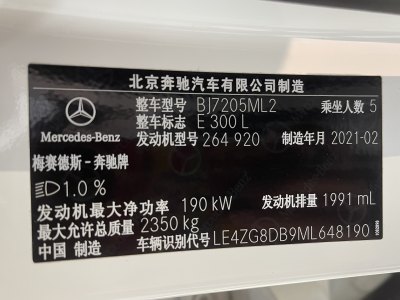 北京奔驰汽车有限公司制造
整车型号 BJ7205ML2 乘坐人数 5
整车标志 E 300 L
Mercedes-Benz 发动机型号 264 920 制造年月 2021-02
梅赛德斯-奔驰牌
1.0 %
发动机最大净功率 190 kW 发动机排量 1991 mL
最大允许总质量 2350 kg
中国 制造 车辆识别代号 LE4ZG8DB9ML648190